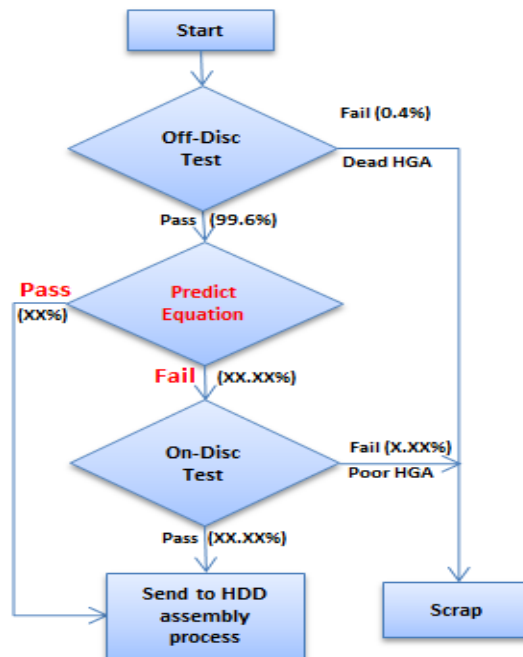 Start
Fail (0.4%)
Off-Disc
Test
Dead HGA
Pass (99.6%)
Pass
(XX%)
Predict
Equation
Fail (XX.XX%)
On-Disc
Test
Fail (X.XX%)
Poor HGA
Pass (XX.XX%)
Send to HDD
assembly
process
Scrap